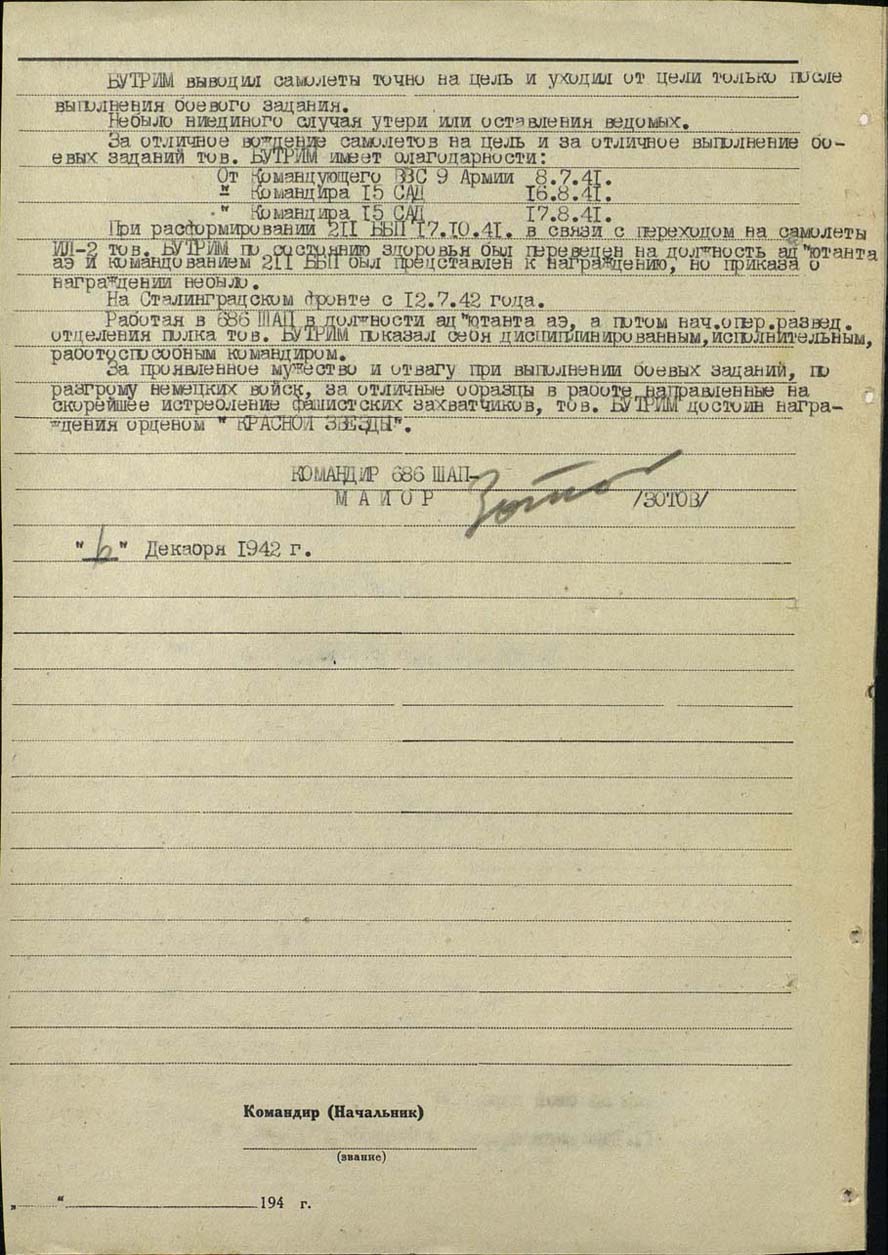 БУТРИМ выводил самолеты точно на цель и уходил от цели только после
выполнения боевого задания.
Небыло ниединого случая утери или оставления ведомых.
За отличное вождение самолетов на цель и за отличное выполнение бо-
евых заданий тов. БУТРИМ имеет благодарности:
От Командующего ВВС 9 Армии 8.7.41.
" Командира 15 САД 16.8.41.
" Командира 15 САД 17.8.41.
При расформировании 211 ББП 17.10.41. в связи с переходом на самолеты
ИЛ-2 тов. БУТРИМ по состоянию здоровья был переведен на должность ад"ютанта
аэ и командованием 211 ББП был представлен к награждению, но приказа о
награждении небыло.
На Сталинградском фронте с 12.7.42 года.
Работая в 686 ШАП в должности ад"ютанта аэ, а потом нач.опер.развед.
отделения полка тов. БУТРИМ показал себя дисциплинированным,исполнительным,
работоспособным командиром.
За проявленное мужество и отвагу при выполнении боевых заданий, по
разгрому немецких войск, за отличные образцы в работе направленные на
скорейшее истребление фашистских захватчиков, тов. БУТРИМ достоин награ-
ждения орденом " КРАСНОЙ ЗВЕЗДЫ".
КОМАНДИР 686 ШАП-
МАЙОР Зотов /ЗОТОВ/
"6" Декабря 1942 г.
Командир (Начальник)
(звание)
„ “ 194 г.